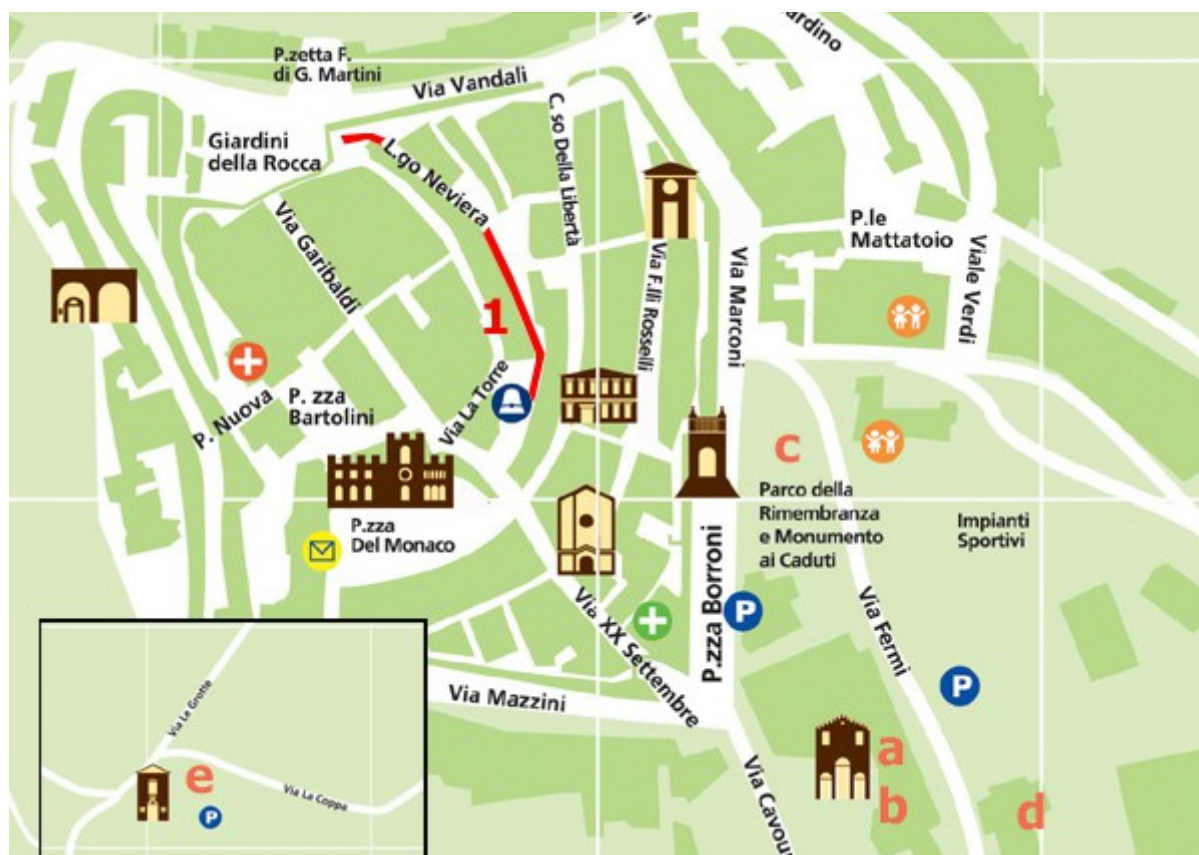 P.zetta F.
di G. Martini
Via Vandali
Giardini
della Rocca
L.go Neviera
C.so Della Libertà
Via Garibaldi
P.le
Mattatoio
Viale Verdi
Via F.lli Rosselli
Via Marconi
1
P. Nuova
P. zza
Bartolini
Via La Torre
P.zza
Del Monaco
c
Parco della
Rimembranza
e Monumento
ai Caduti
Impianti
Sportivi
P.zza Borroni
P
Via XX Settembre
Via Fermi
P
Via Mazzini
Via Cavour
a
b
d
Via Le Grotte
e
Via La Coppa
P